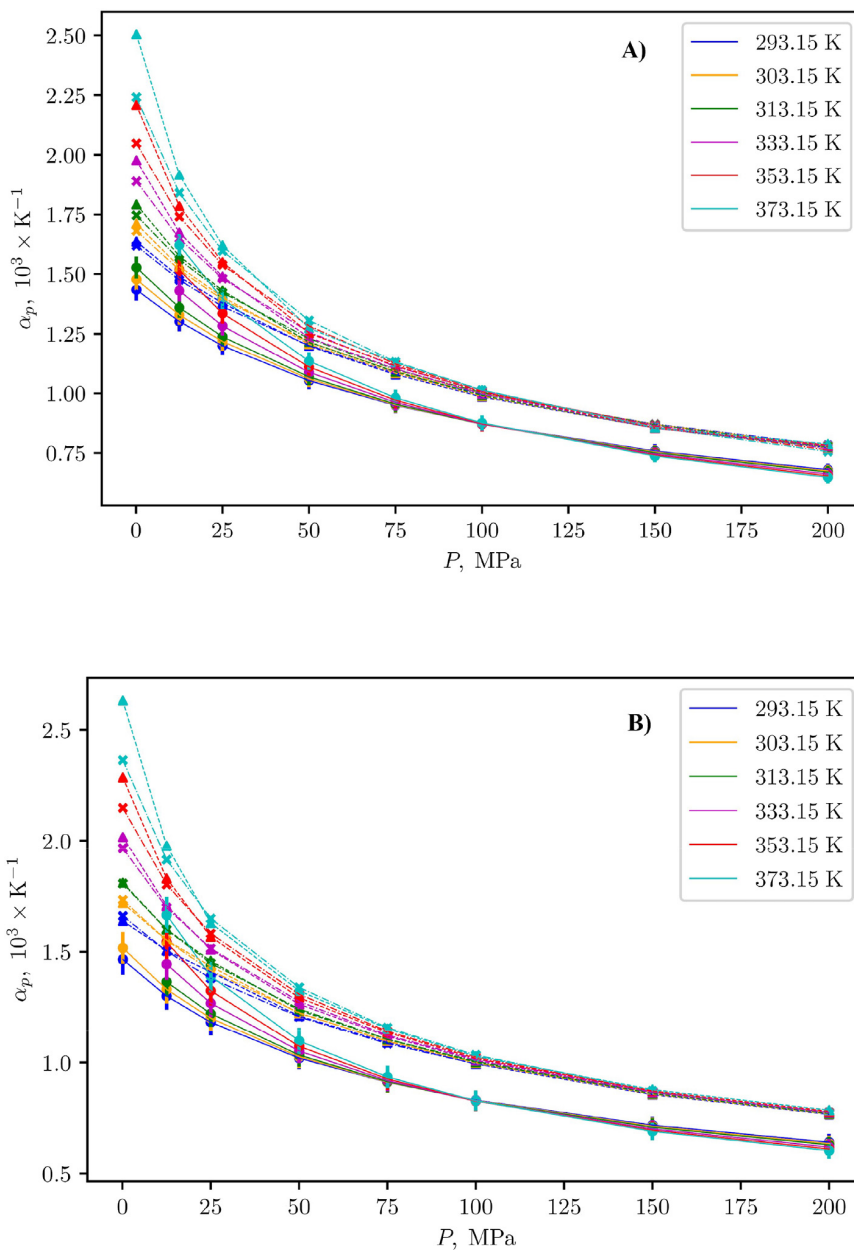 A)
293.15 K
303.15 K
313.15 K
333.15 K
353.15 K
373.15 K
2.50
2.25
2.00
1.75
1.50
1.25
1.00
0.75
αp, 10³ × K⁻¹
0 25 50 75 100 125 150 175 200
P, MPa
B)
293.15 K
303.15 K
313.15 K
333.15 K
353.15 K
373.15 K
2.5
2.0
1.5
1.0
0.5
αp, 10³ × K⁻¹
0 25 50 75 100 125 150 175 200
P, MPa